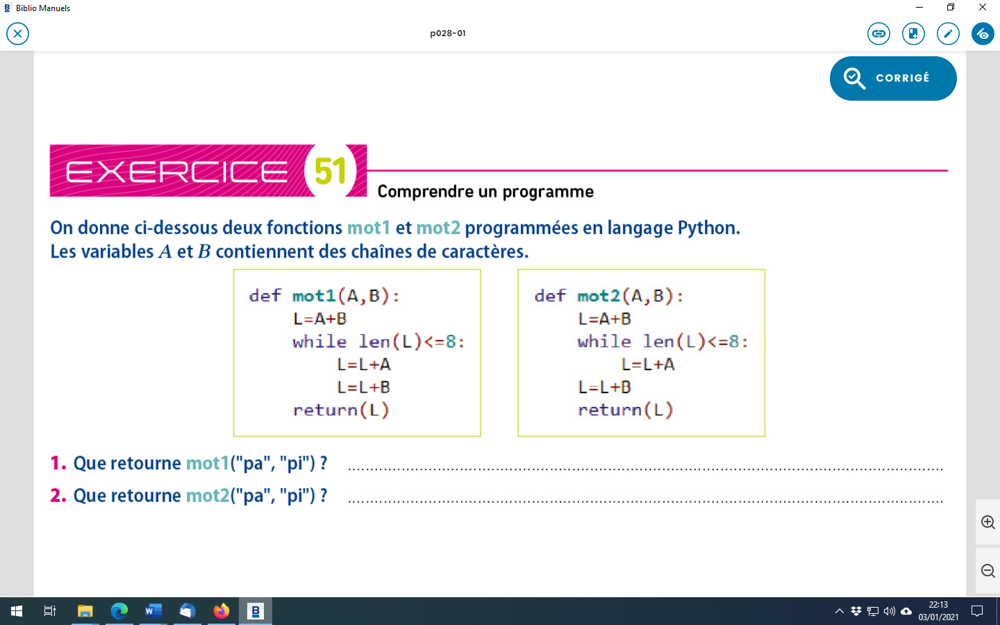 Biblio Manuels
p028-01
CORRIGÉ
EXERCICE 51
Comprendre un programme
On donne ci-dessous deux fonctions mot1 et mot2 programmées en langage Python.
Les variables A et B contiennent des chaînes de caractères.
def mot1(A,B):
    L=A+B
    while len(L)<=8:
        L=L+A
        L=L+B
    return(L)
def mot2(A,B):
    L=A+B
    while len(L)<=8:
        L=L+A
    L=L+B
    return(L)
1. Que retourne mot1("pa", "pi") ?
2. Que retourne mot2("pa", "pi") ?
22:13
03/01/2021